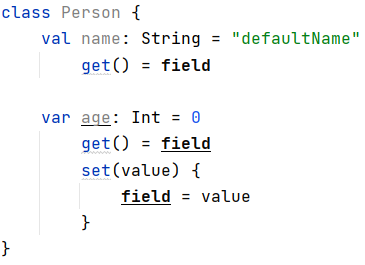 class Person {
    val name: String = "defaultName"
        get() = field
    var age: Int = 0
        get() = field
        set(value) {
            field = value
        }
}